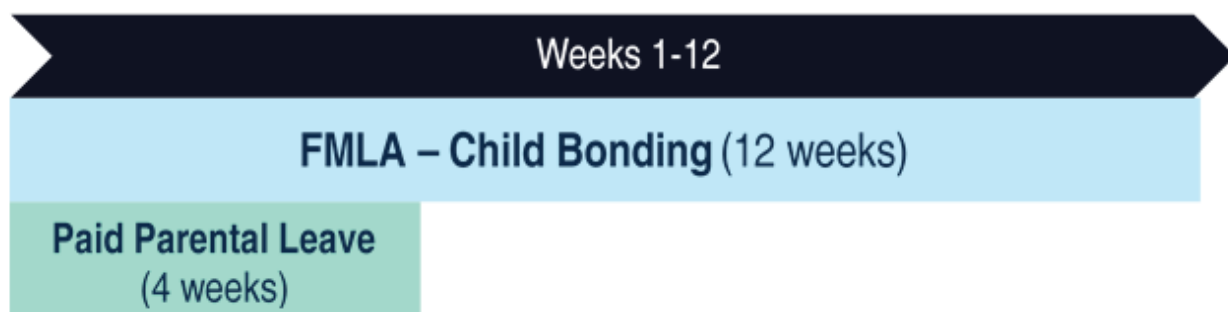 Weeks 1-12
FMLA – Child Bonding (12 weeks)
Paid Parental Leave
(4 weeks)